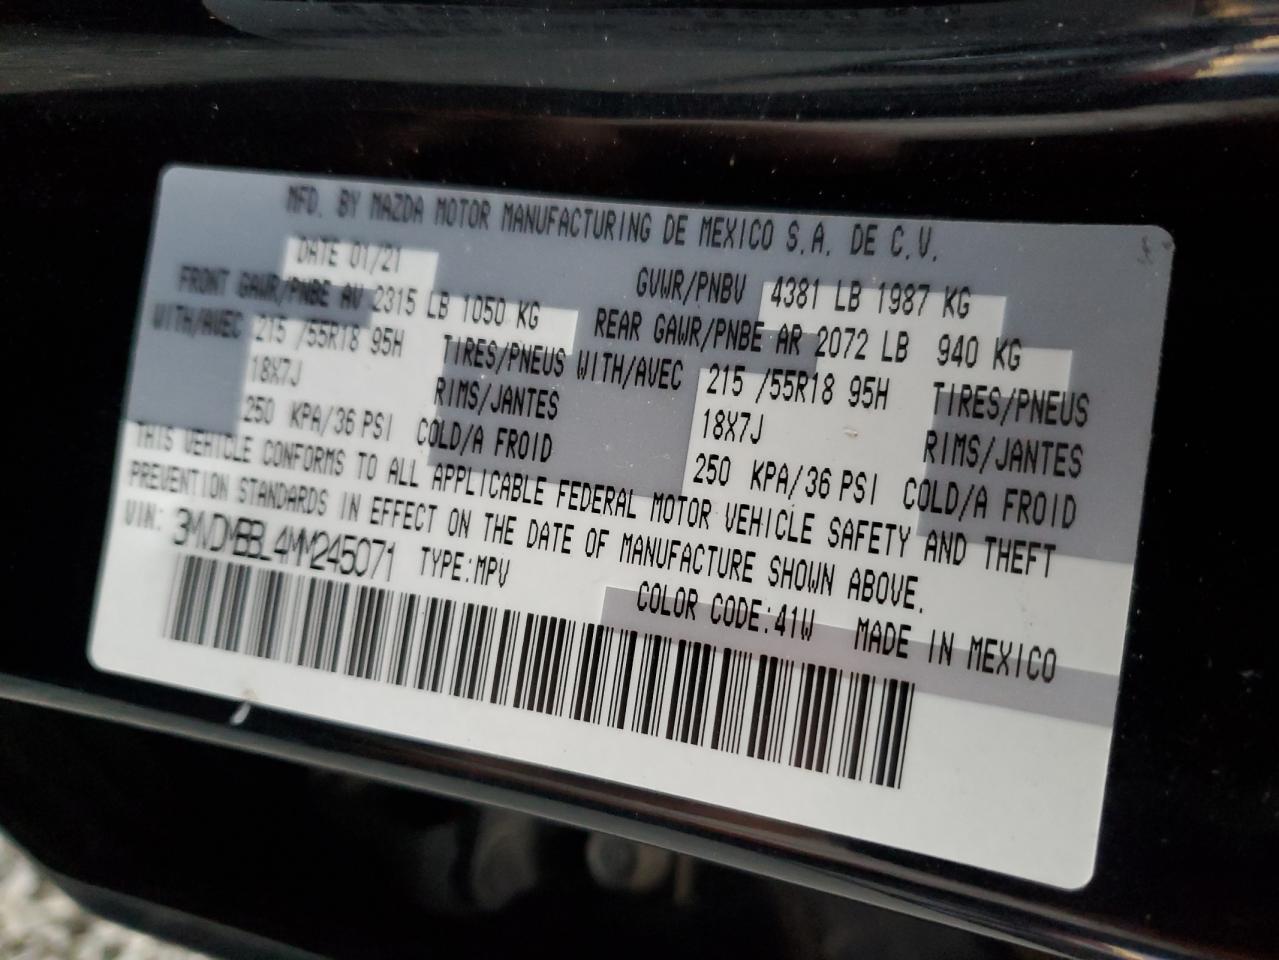 MFD. BY MAZDA MOTOR MANUFACTURING DE MEXICO S.A. DE C.V.
DATE 01/21 GVWR/PNBV 4381 LB 1987 KG
FRONT GAWR/PNBE AV 2315 LB 1050 KG REAR GAWR/PNBE AR 2072 LB 940 KG
WITH/AVEC 215 /55R18 95H TIRES/PNEUS WITH/AVEC 215 /55R18 95H TIRES/PNEUS
18X7J RIMS/JANTES 18X7J RIMS/JANTES
250 KPA/36 PSI COLD/A FROID 250 KPA/36 PSI COLD/A FROID
THIS VEHICLE CONFORMS TO ALL APPLICABLE FEDERAL MOTOR VEHICLE SAFETY AND THEFT
PREVENTION STANDARDS IN EFFECT ON THE DATE OF MANUFACTURE SHOWN ABOVE.
VIN: 3MVDMBBL4MM245071 TYPE:MPV COLOR CODE:41W MADE IN MEXICO